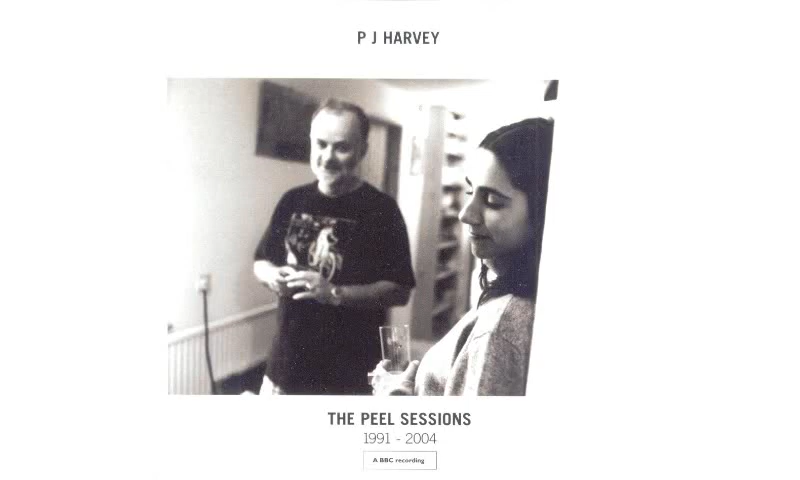 P J HARVEY
THE PEEL SESSIONS
1991 - 2004
A BBC recording